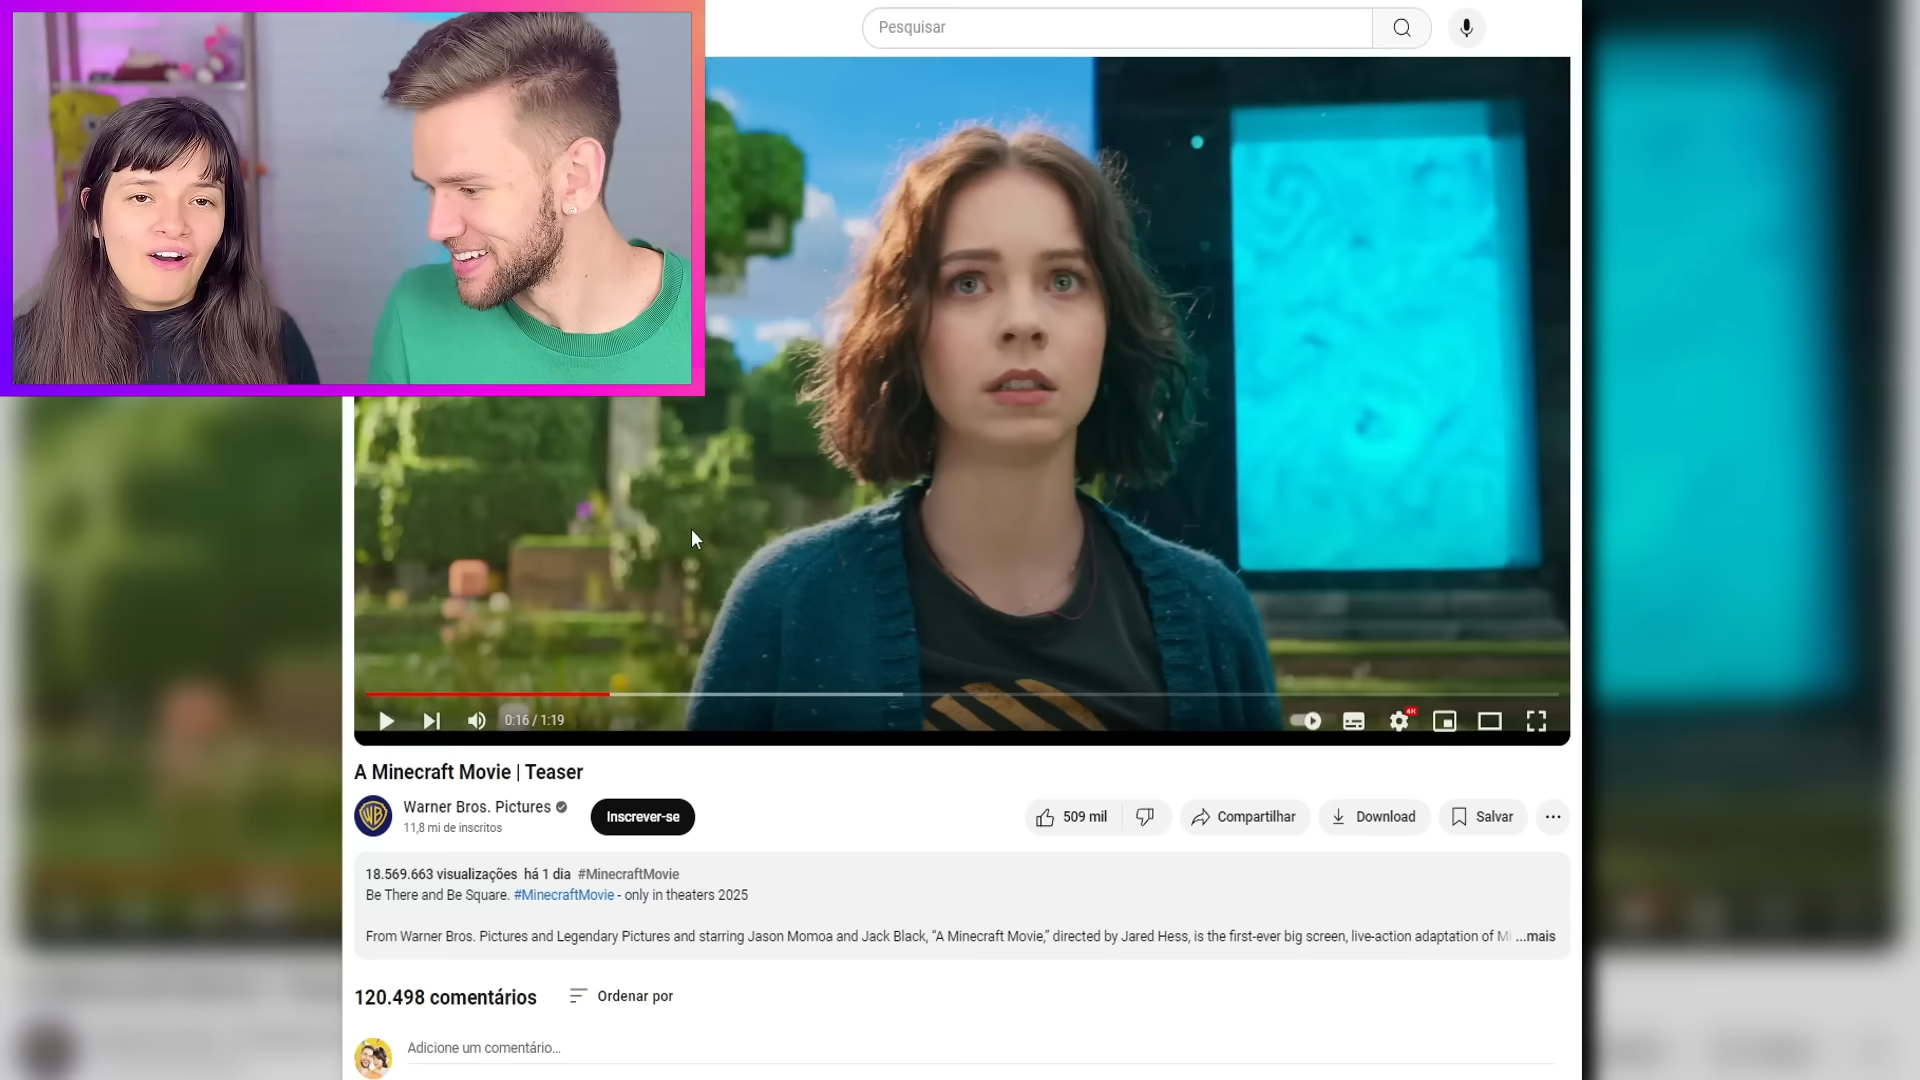 Pesquisar
0:16 / 1:19
4K
A Minecraft Movie | Teaser
WB
Warner Bros. Pictures
11,8 mi de inscritos
Inscrever-se
509 mil
Compartilhar
Download
Salvar
18.569.663 visualizações há 1 dia #MinecraftMovie
Be There and Be Square. #MinecraftMovie - only in theaters 2025
From Warner Bros. Pictures and Legendary Pictures and starring Jason Momoa and Jack Black, “A Minecraft Movie,” directed by Jared Hess, is the first-ever big screen, live-action adaptation of ...mais
120.498 comentários
Ordenar por
Adicione um comentário...